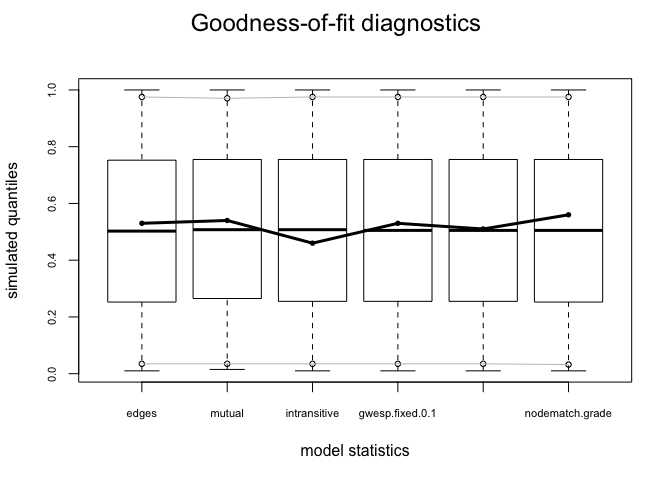 Goodness-of-fit diagnostics
simulated quantiles
1.0
0.8
0.6
0.4
0.2
0.0
edges mutual intransitive gwesp.fixed.0.1 nodematch.grade
model statistics